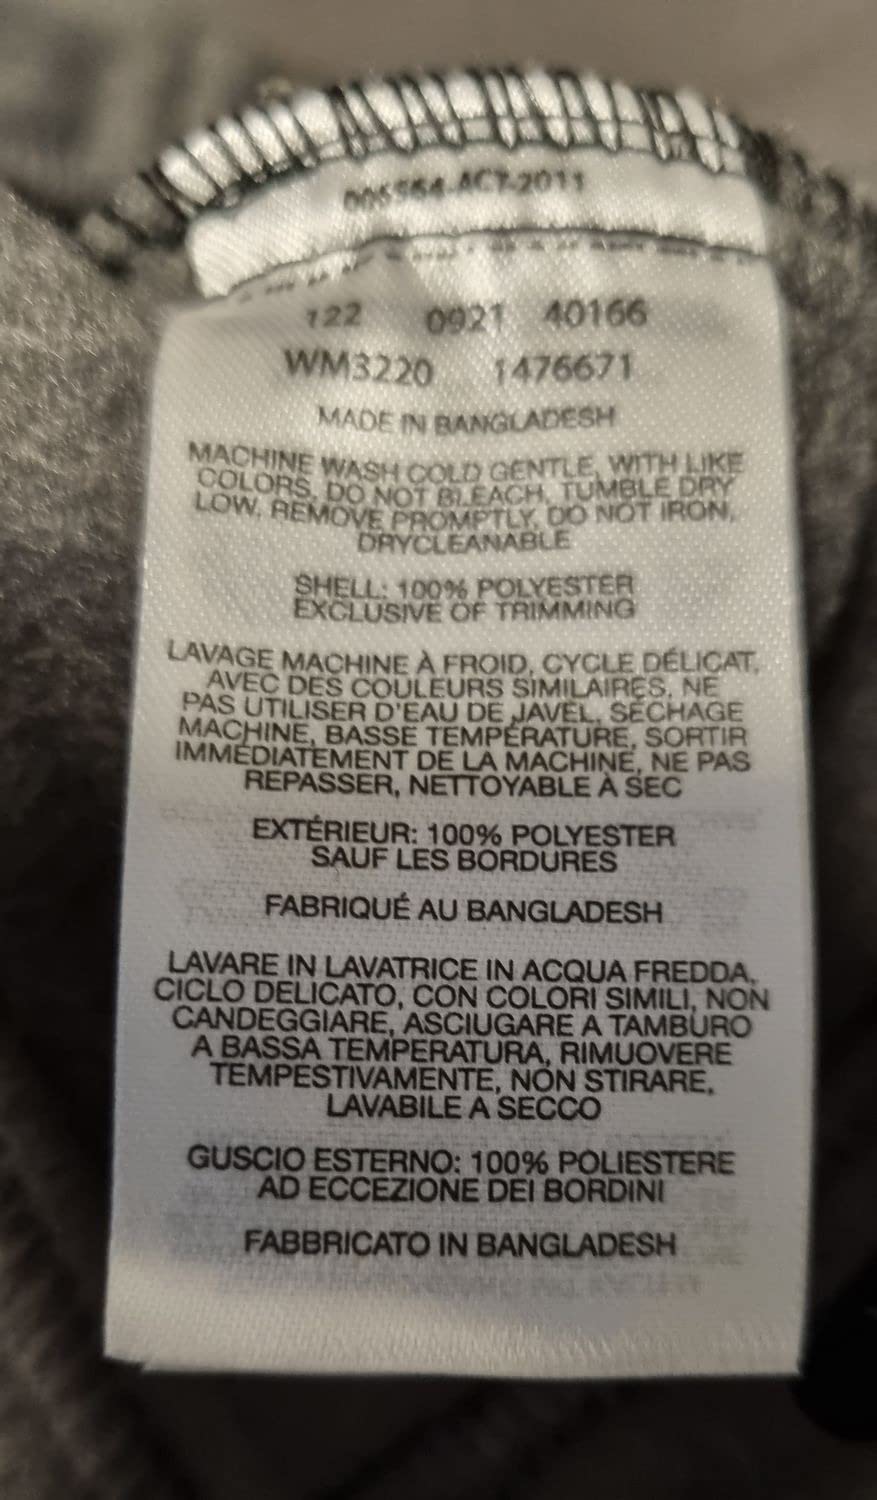 006554-AC7-2011
122 0921 40166
WM3220 1476671
MADE IN BANGLADESH
MACHINE WASH COLD GENTLE, WITH LIKE
COLORS, DO NOT BLEACH, TUMBLE DRY
LOW, REMOVE PROMPTLY, DO NOT IRON,
DRYCLEANABLE
SHELL: 100% POLYESTER
EXCLUSIVE OF TRIMMING
LAVAGE MACHINE À FROID, CYCLE DÉLICAT,
AVEC DES COULEURS SIMILAIRES, NE
PAS UTILISER D'EAU DE JAVEL, SÉCHAGE
MACHINE, BASSE TEMPÉRATURE, SORTIR
IMMÉDIATEMENT DE LA MACHINE, NE PAS
REPASSER, NETTOYABLE À SEC
EXTÉRIEUR: 100% POLYESTER
SAUF LES BORDURES
FABRIQUÉ AU BANGLADESH
LAVARE IN LAVATRICE IN ACQUA FREDDA,
CICLO DELICATO, CON COLORI SIMILI, NON
CANDEGGIARE, ASCIUGARE A TAMBURO
A BASSA TEMPERATURA, RIMUOVERE
TEMPESTIVAMENTE, NON STIRARE,
LAVABILE A SECCO
GUSCIO ESTERNO: 100% POLIESTERE
AD ECCEZIONE DEI BORDINI
FABBRICATO IN BANGLADESH